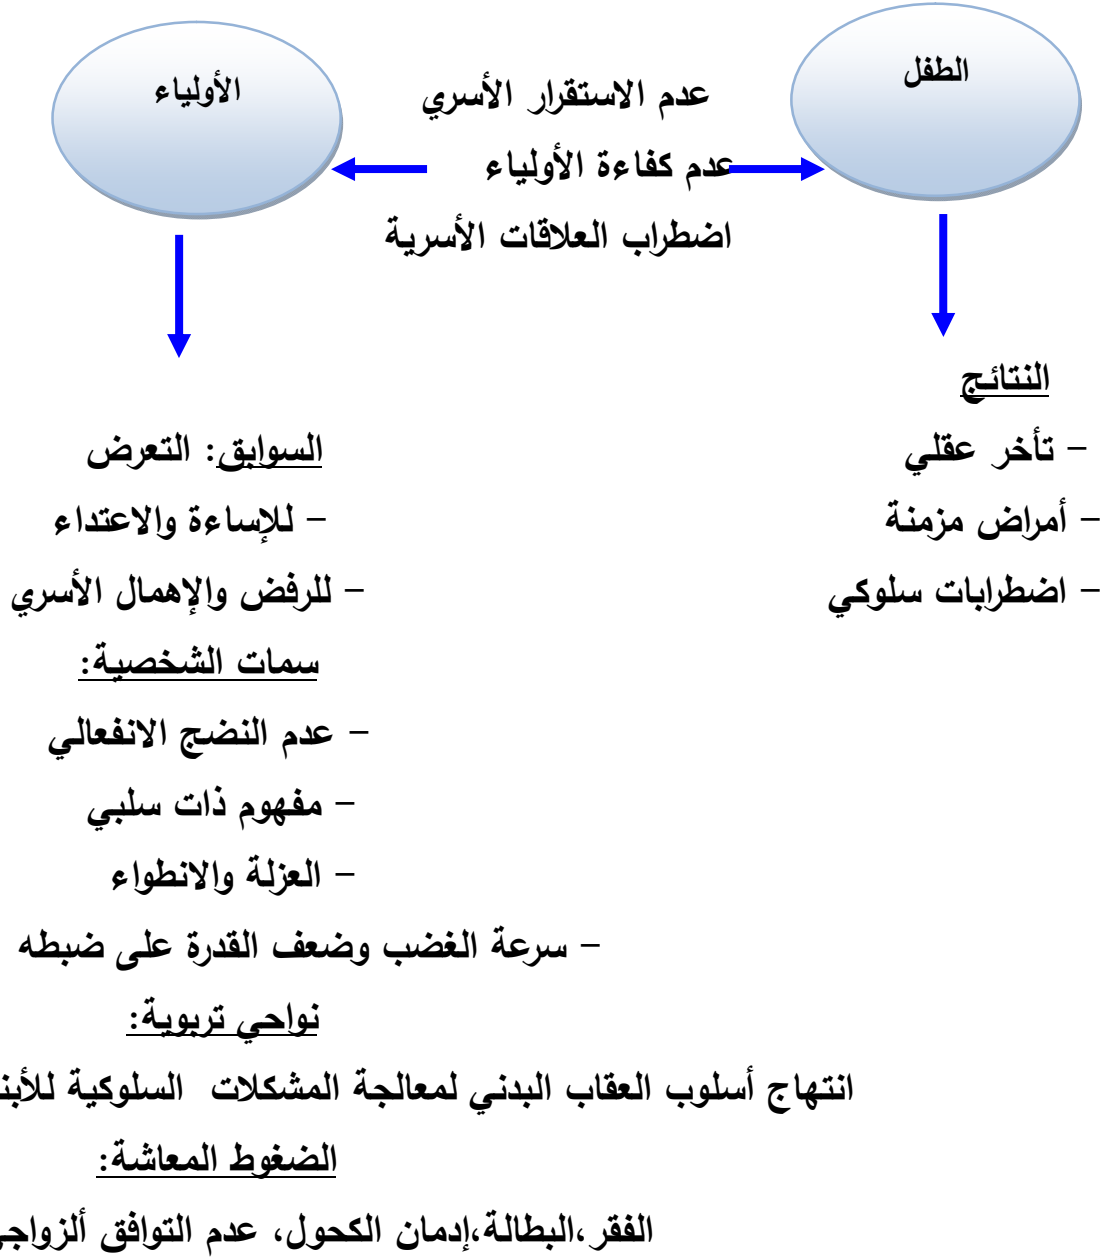 الطفل
الأولياء
عدم الاستقرار الأسري
عدم كفاءة الأولياء
اضطراب العلاقات الأسرية
النتائج
– تأخر عقلي
– أمراض مزمنة
– اضطرابات سلوكي
السوابق: التعرض
– للإساءة والاعتداء
– للرفض والإهمال الأسري
سمات الشخصية:
– عدم النضج الانفعالي
– مفهوم ذات سلبي
– العزلة والانطواء
– سرعة الغضب وضعف القدرة على ضبطه
نواحي تربوية:
انتهاج أسلوب العقاب البدني لمعالجة المشكلات السلوكية
الضغوط المعاشة:
الفقر،البطالة،إدمان الكحول، عدم التوافق